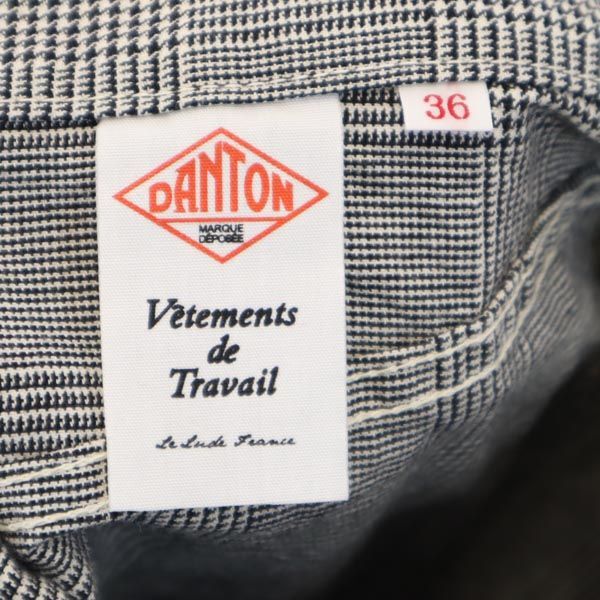 DANTON
MARQUE
DÉPOSÉE
Vêtements
de
Travail
Le Lude France
36